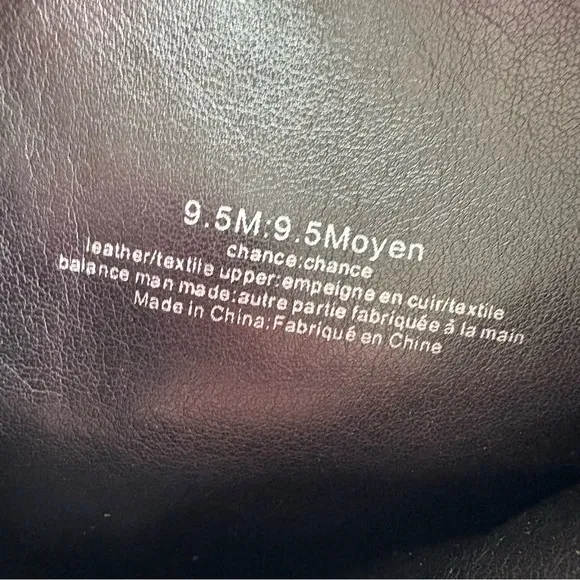 9.5M:9.5Moyen
chance:chance
leather/textile upper:empeigne en cuir/textile
balance man made:autre partie fabriquée à la main
Made in China:Fabriqué en Chine